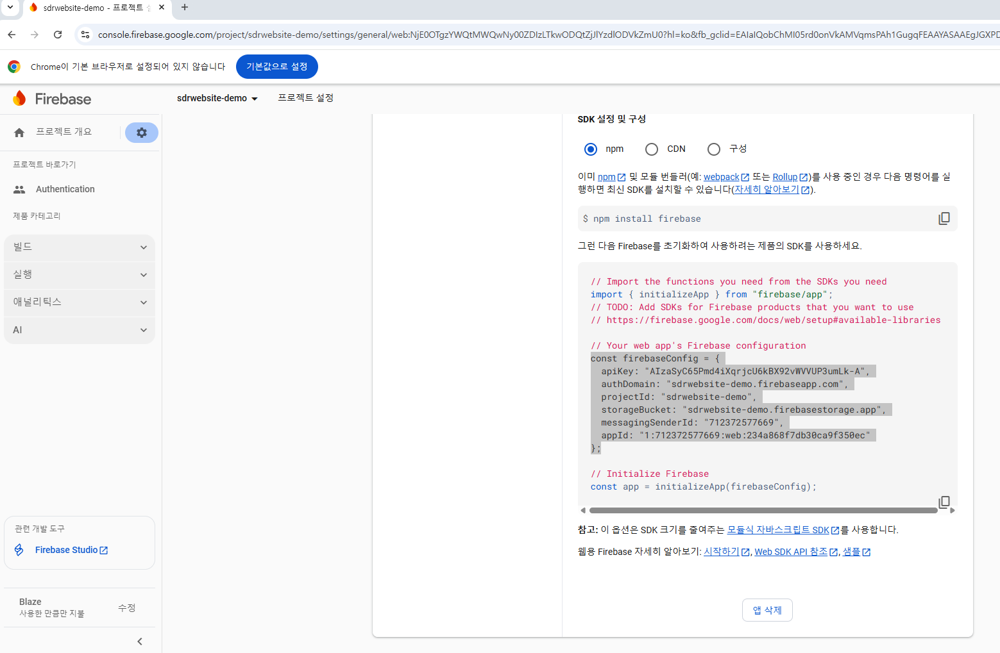 sdrwebsite-demo - 프로젝트
console.firebase.google.com/project/sdrwebsite-demo/settings/general/web:NjE0OTgzYWQtMWQwNy00ZDIzLTkwODQtZjJlYzdlODVkZmU0?hl=ko&fb_gclid=EAIaIQobChMI05rd0onVkAMVqmsPAh1GugqFEAAYASAAEgJGXPD
Chrome이 기본 브라우저로 설정되어 있지 않습니다
기본값으로 설정
Firebase
sdrwebsite-demo
프로젝트 설정
프로젝트 개요
프로젝트 바로가기
Authentication
제품 카테고리
빌드
실행
애널리틱스
AI
관련 개발 도구
Firebase Studio
Blaze
사용한 만큼만 지불
수정
SDK 설정 및 구성
npm
CDN
구성
이미 npm 및 모듈 번들러(예: webpack 또는 Rollup)를 사용 중인 경우 다음 명령어를 실
행하면 최신 SDK를 설치할 수 있습니다(자세히 알아보기).
$ npm install firebase
그런 다음 Firebase를 초기화하여 사용하려는 제품의 SDK를 사용하세요.
// Import the functions you need from the SDKs you need
import { initializeApp } from "firebase/app";
// TODO: Add SDKs for Firebase products that you want to use
// https://firebase.google.com/docs/web/setup#available-libraries
// Your web app's Firebase configuration
const firebaseConfig = {
apiKey: "AIzaSyC65Pmd4iXqrjcU6kBX92vWVVUP3umLk-A",
authDomain: "sdrwebsite-demo.firebaseapp.com",
projectId: "sdrwebsite-demo",
storageBucket: "sdrwebsite-demo.firebasestorage.app",
messagingSenderId: "712372577669",
appId: "1:712372577669:web:234a868f7db30ca9f350ec"
};
// Initialize Firebase
const app = initializeApp(firebaseConfig);
참고: 이 옵션은 SDK 크기를 줄여주는 모듈식 자바스크립트 SDK를 사용합니다.
웹용 Firebase 자세히 알아보기: 시작하기, Web SDK API 참조, 샘플
앱 삭제